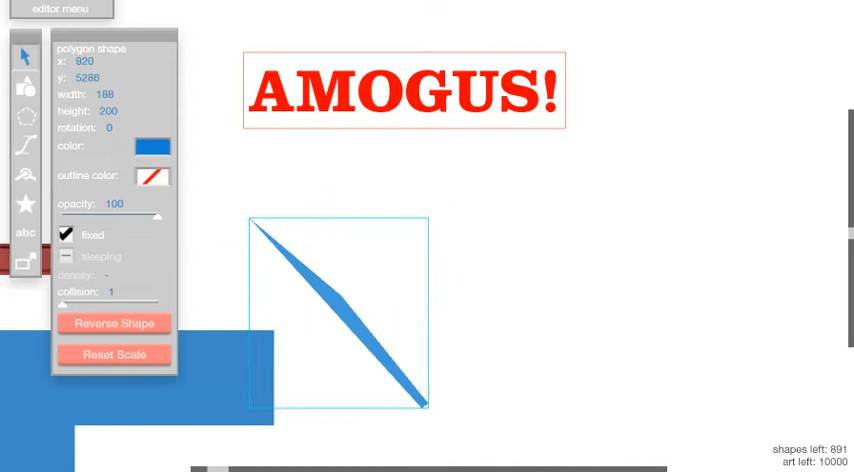 editor menu
polygon shape
x: 920
y: 5286
width: 188
height: 200
rotation: 0
color:
outline color:
opacity: 100
fixed
sleeping
density: -
collision: 1
Reverse Shape
Reset Scale
abc
AMOGUS!
shapes left: 891
art left: 10000